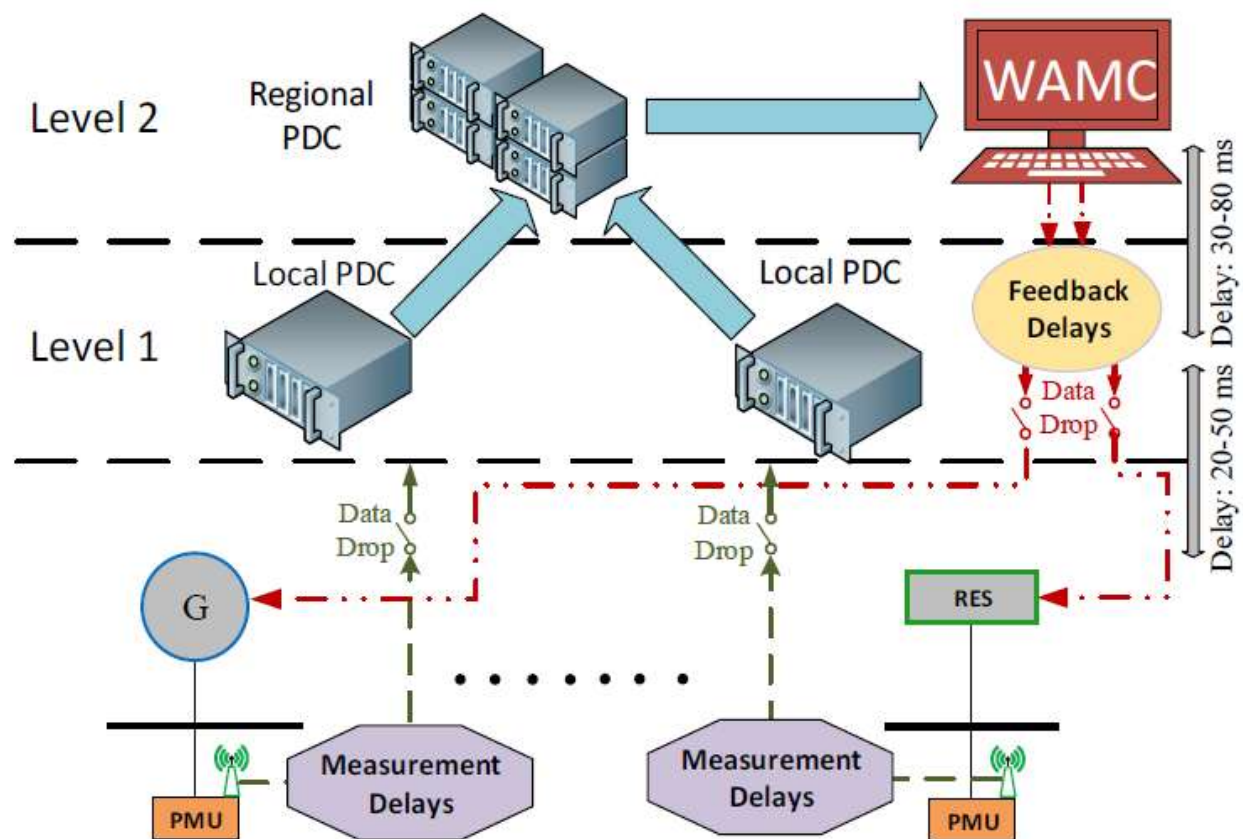 Level 2
Regional
PDC
WAMC
Delay: 30-80 ms
Local PDC
Local PDC
Level 1
Feedback
Delays
Data
Drop
Delay: 20-50 ms
Data
Drop
Data
Drop
G
RES
Measurement
Delays
Measurement
Delays
PMU
PMU